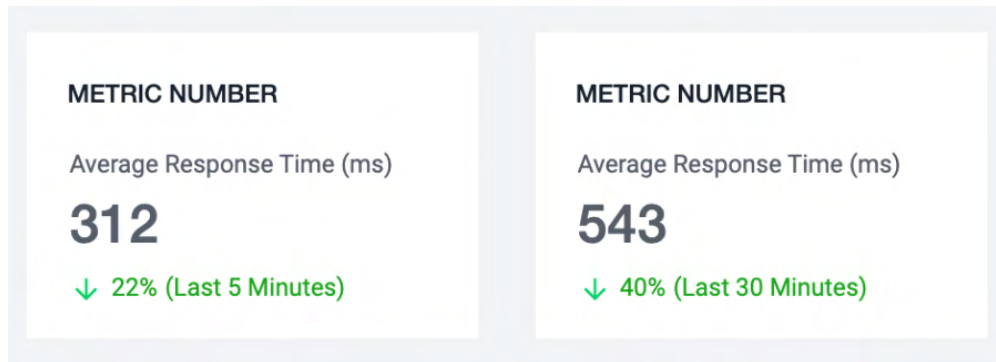 METRIC NUMBER
Average Response Time (ms)
312
↓ 22% (Last 5 Minutes)
METRIC NUMBER
Average Response Time (ms)
543
↓ 40% (Last 30 Minutes)